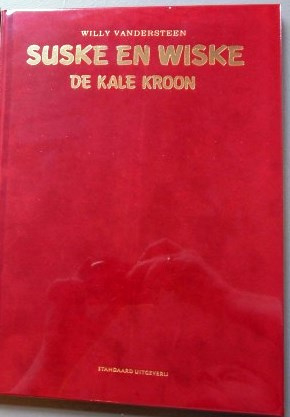 WILLY VANDERSTEEN
SUSKE EN WISKE
DE KALE KROON
STANDAARD UITGEVERIJ